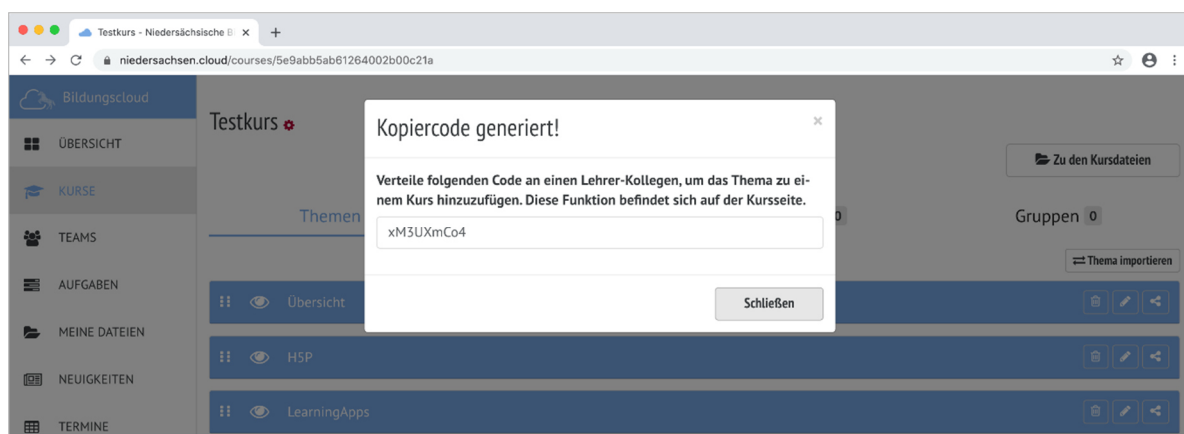 Testkurs - Niedersächsische B
niedersachsen.cloud/courses/5e9abb5ab61264002b00c21a
Bildungscloud
ÜBERSICHT
KURSE
TEAMS
AUFGABEN
MEINE DATEIEN
NEUIGKEITEN
TERMINE
Testkurs
Zu den Kursdateien
Themen
0
Gruppen 0
Thema importieren
Übersicht
H5P
LearningApps
Kopiercode generiert!
Verteile folgenden Code an einen Lehrer-Kollegen, um das Thema zu ei-
nem Kurs hinzuzufügen. Diese Funktion befindet sich auf der Kursseite.
xM3UXmCo4
Schließen